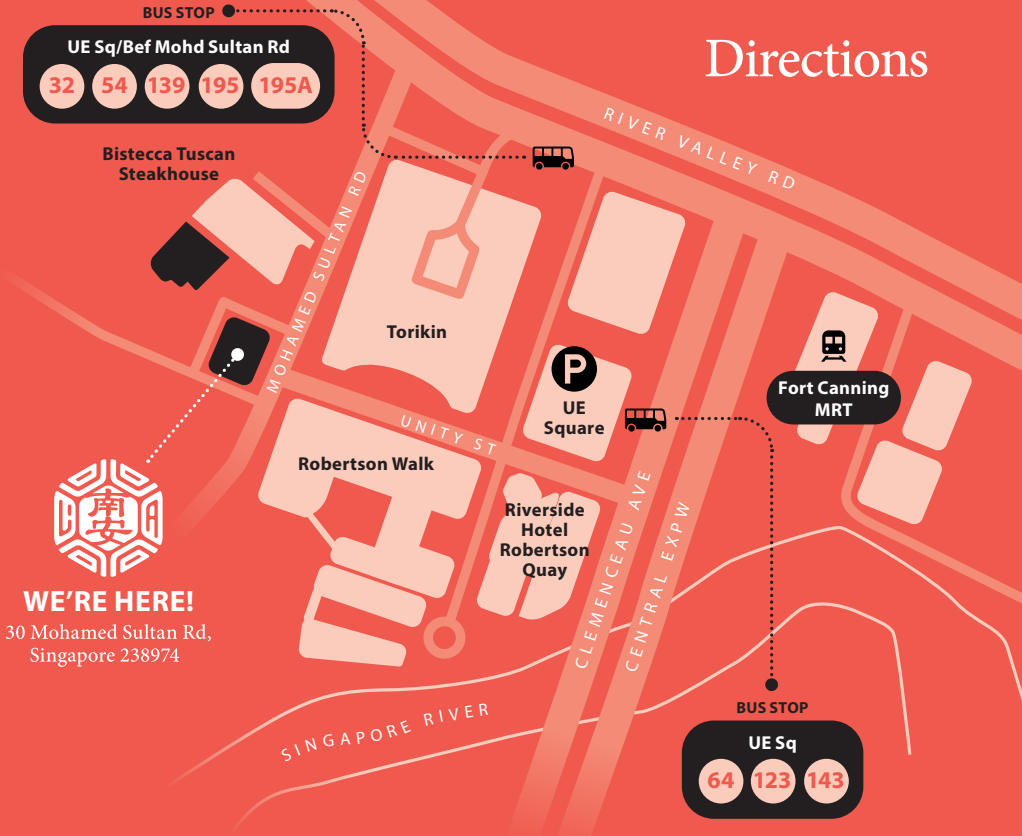 Directions
BUS STOP
UE Sq/Bef Mohd Sultan Rd
32 54 139 195 195A
RIVER VALLEY RD
Bistecca Tuscan
Steakhouse
MOHAMED SULTAN RD
Torikin
P
UE
Square
Fort Canning
MRT
UNITY ST
Robertson Walk
Riverside
Hotel
Robertson
Quay
CLEMENCEAU AVE
CENTRAL EXPW
南安
WE'RE HERE!
30 Mohamed Sultan Rd,
Singapore 238974
SINGAPORE RIVER
BUS STOP
UE Sq
64 123 143